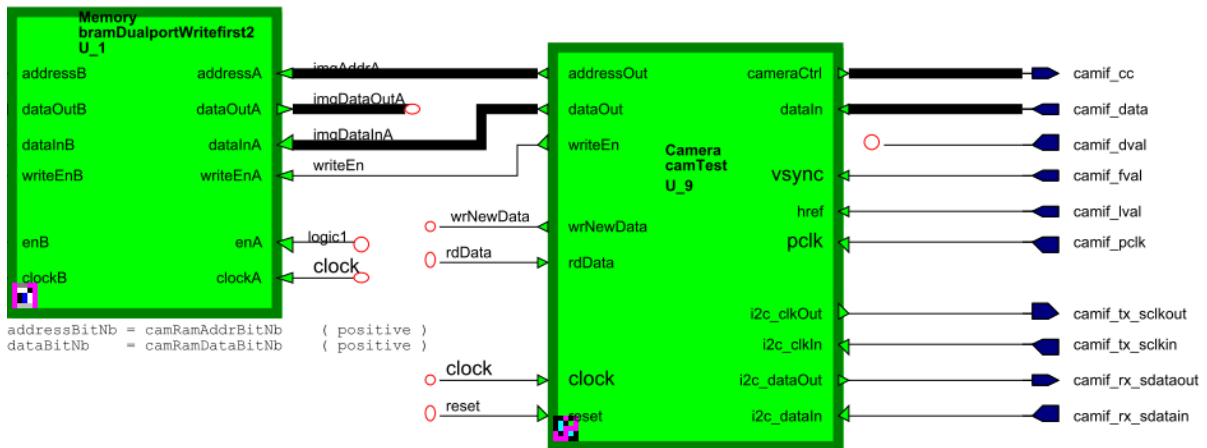 Memory
bramDualportWritefirst2
U_1
addressB addressA imgAddrA addressOut cameraCtrl camif_cc
dataOutB dataOutA imgDataOutA dataOut dataIn camif_data
dataInB dataInA imgDataInA writeEn camif_dval
Camera
camTest
U_9
writeEnB writeEnA writeEn vsync camif_fval
href camif_lval
wrNewData wrNewData
enB enA logic1 pclk camif_pclk
rdData rdData
clockB clockA clock
i2c_clkOut camif_tx_sclkout
addressBitNb = camRamAddrBitNb ( positive )
dataBitNb = camRamDataBitNb ( positive )
i2c_clkIn camif_tx_sclkin
clock clock i2c_dataOut camif_rx_sdataout
reset reset i2c_dataIn camif_rx_sdatain